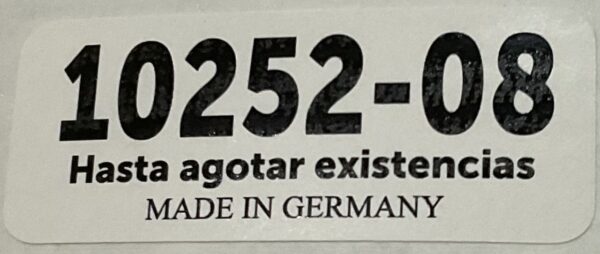 10252-08
Hasta agotar existencias
MADE IN GERMANY